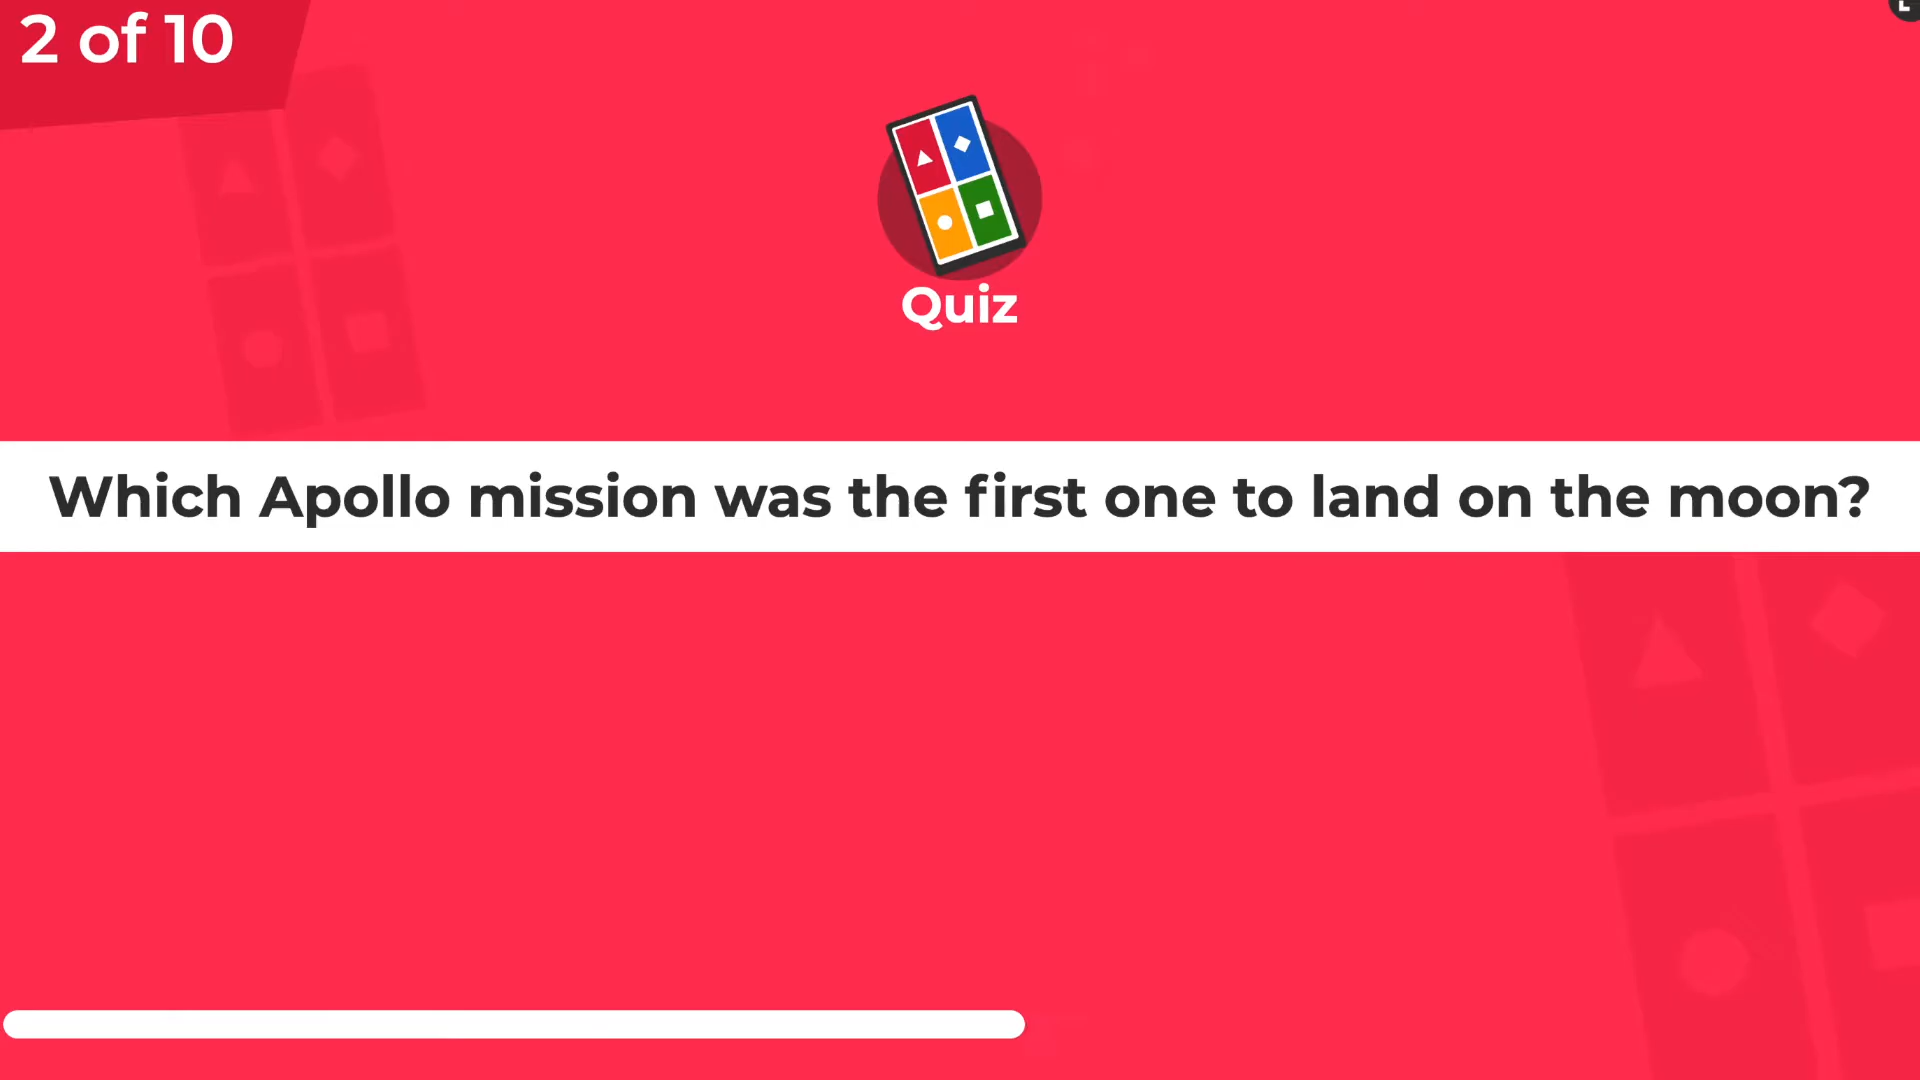 2 of 10
Quiz
Which Apollo mission was the first one to land on the moon?